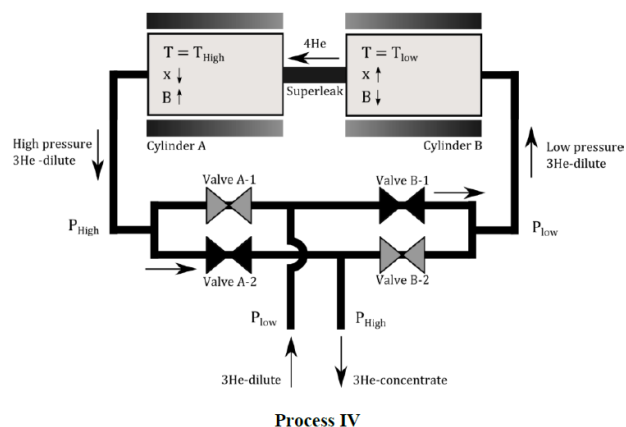 4He
T = THigh
x ↓
B ↑
T = Tlow
x ↑
B ↓
Superleak
Cylinder A
Cylinder B
High pressure
3He -dilute
Low pressure
3He-dilute
Valve A-1
Valve B-1
PHigh
Plow
Valve A-2
Valve B-2
Plow
PHigh
3He-dilute
3He-concentrate
Process IV